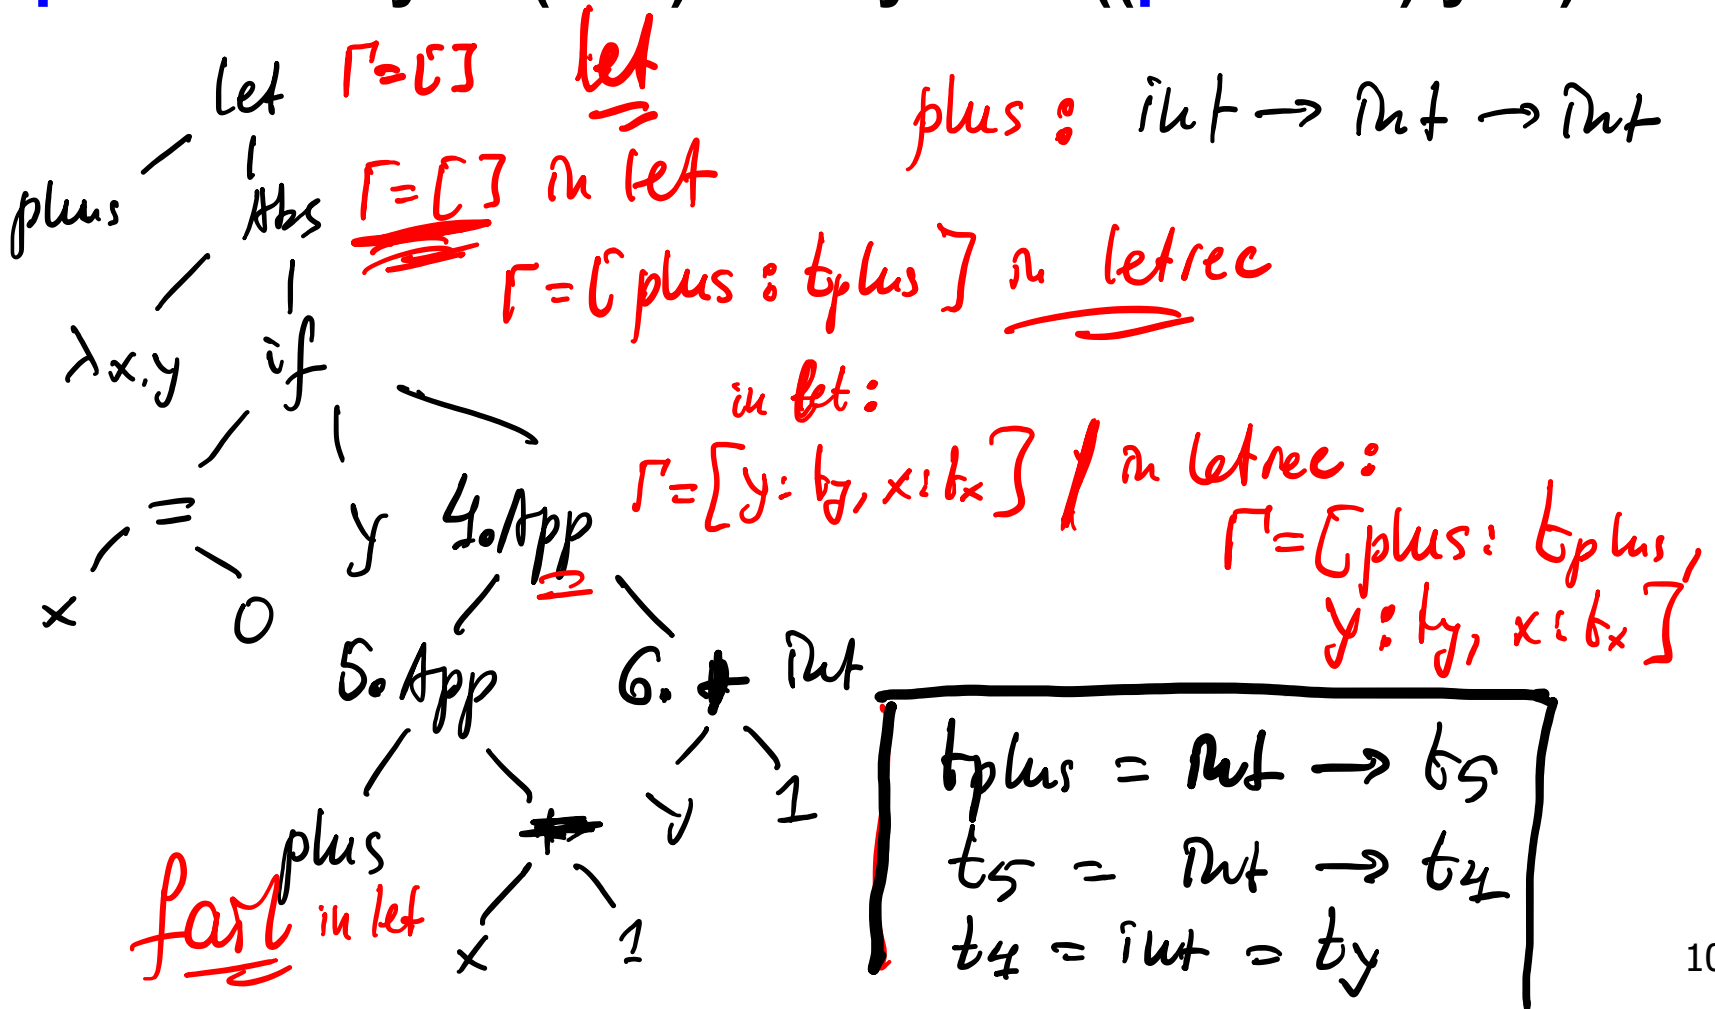 let Γ=[] let
plus : int → int → int
plus Abs Γ=[] in let
Γ=[plus : tplus] in letrec
λx.y if
in let:
= y 4.App Γ=[y: ty, x: tx] / in letrec:
Γ=[plus: tplus,
y: ty, x: tx]
x 0
5. App 6. + int
plus y 1
tplus = int → t5
t5 = int → t4
t4 = int = ty
fail in let
x 1
10